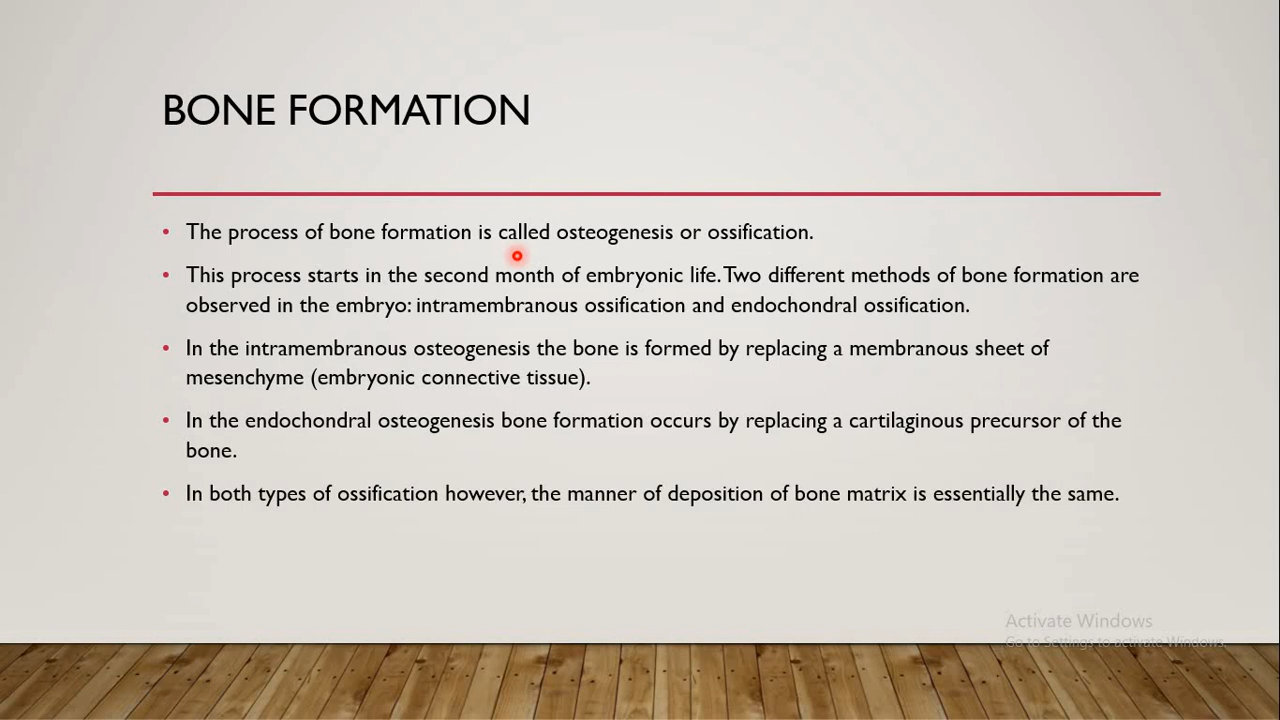 BONE FORMATION
• The process of bone formation is called osteogenesis or ossification.
• This process starts in the second month of embryonic life. Two different methods of bone formation are
observed in the embryo: intramembranous ossification and endochondral ossification.
• In the intramembranous osteogenesis the bone is formed by replacing a membranous sheet of
mesenchyme (embryonic connective tissue).
• In the endochondral osteogenesis bone formation occurs by replacing a cartilaginous precursor of the
bone.
• In both types of ossification however, the manner of deposition of bone matrix is essentially the same.
Activate Windows
Go to Settings to activate Windows.